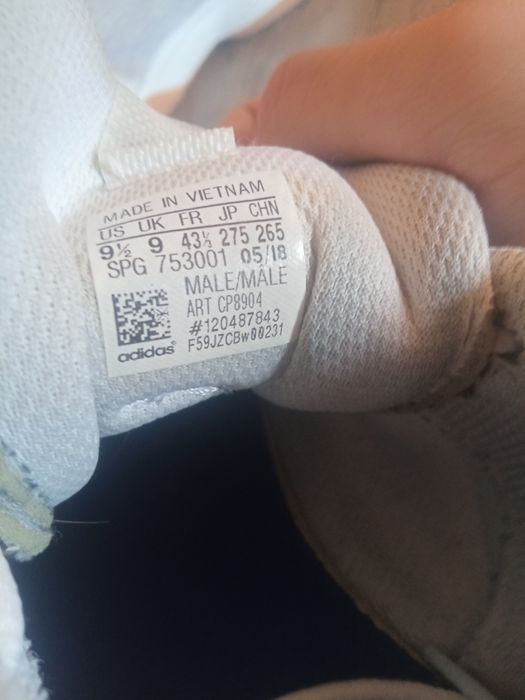 MADE IN VIETNAM
US UK FR JP CHN
9½ 9 43⅓ 275 265
SPG 753001 05/18
MALE/MALE
ART CP8904
#120487843
adidas® F59JZCBW00231